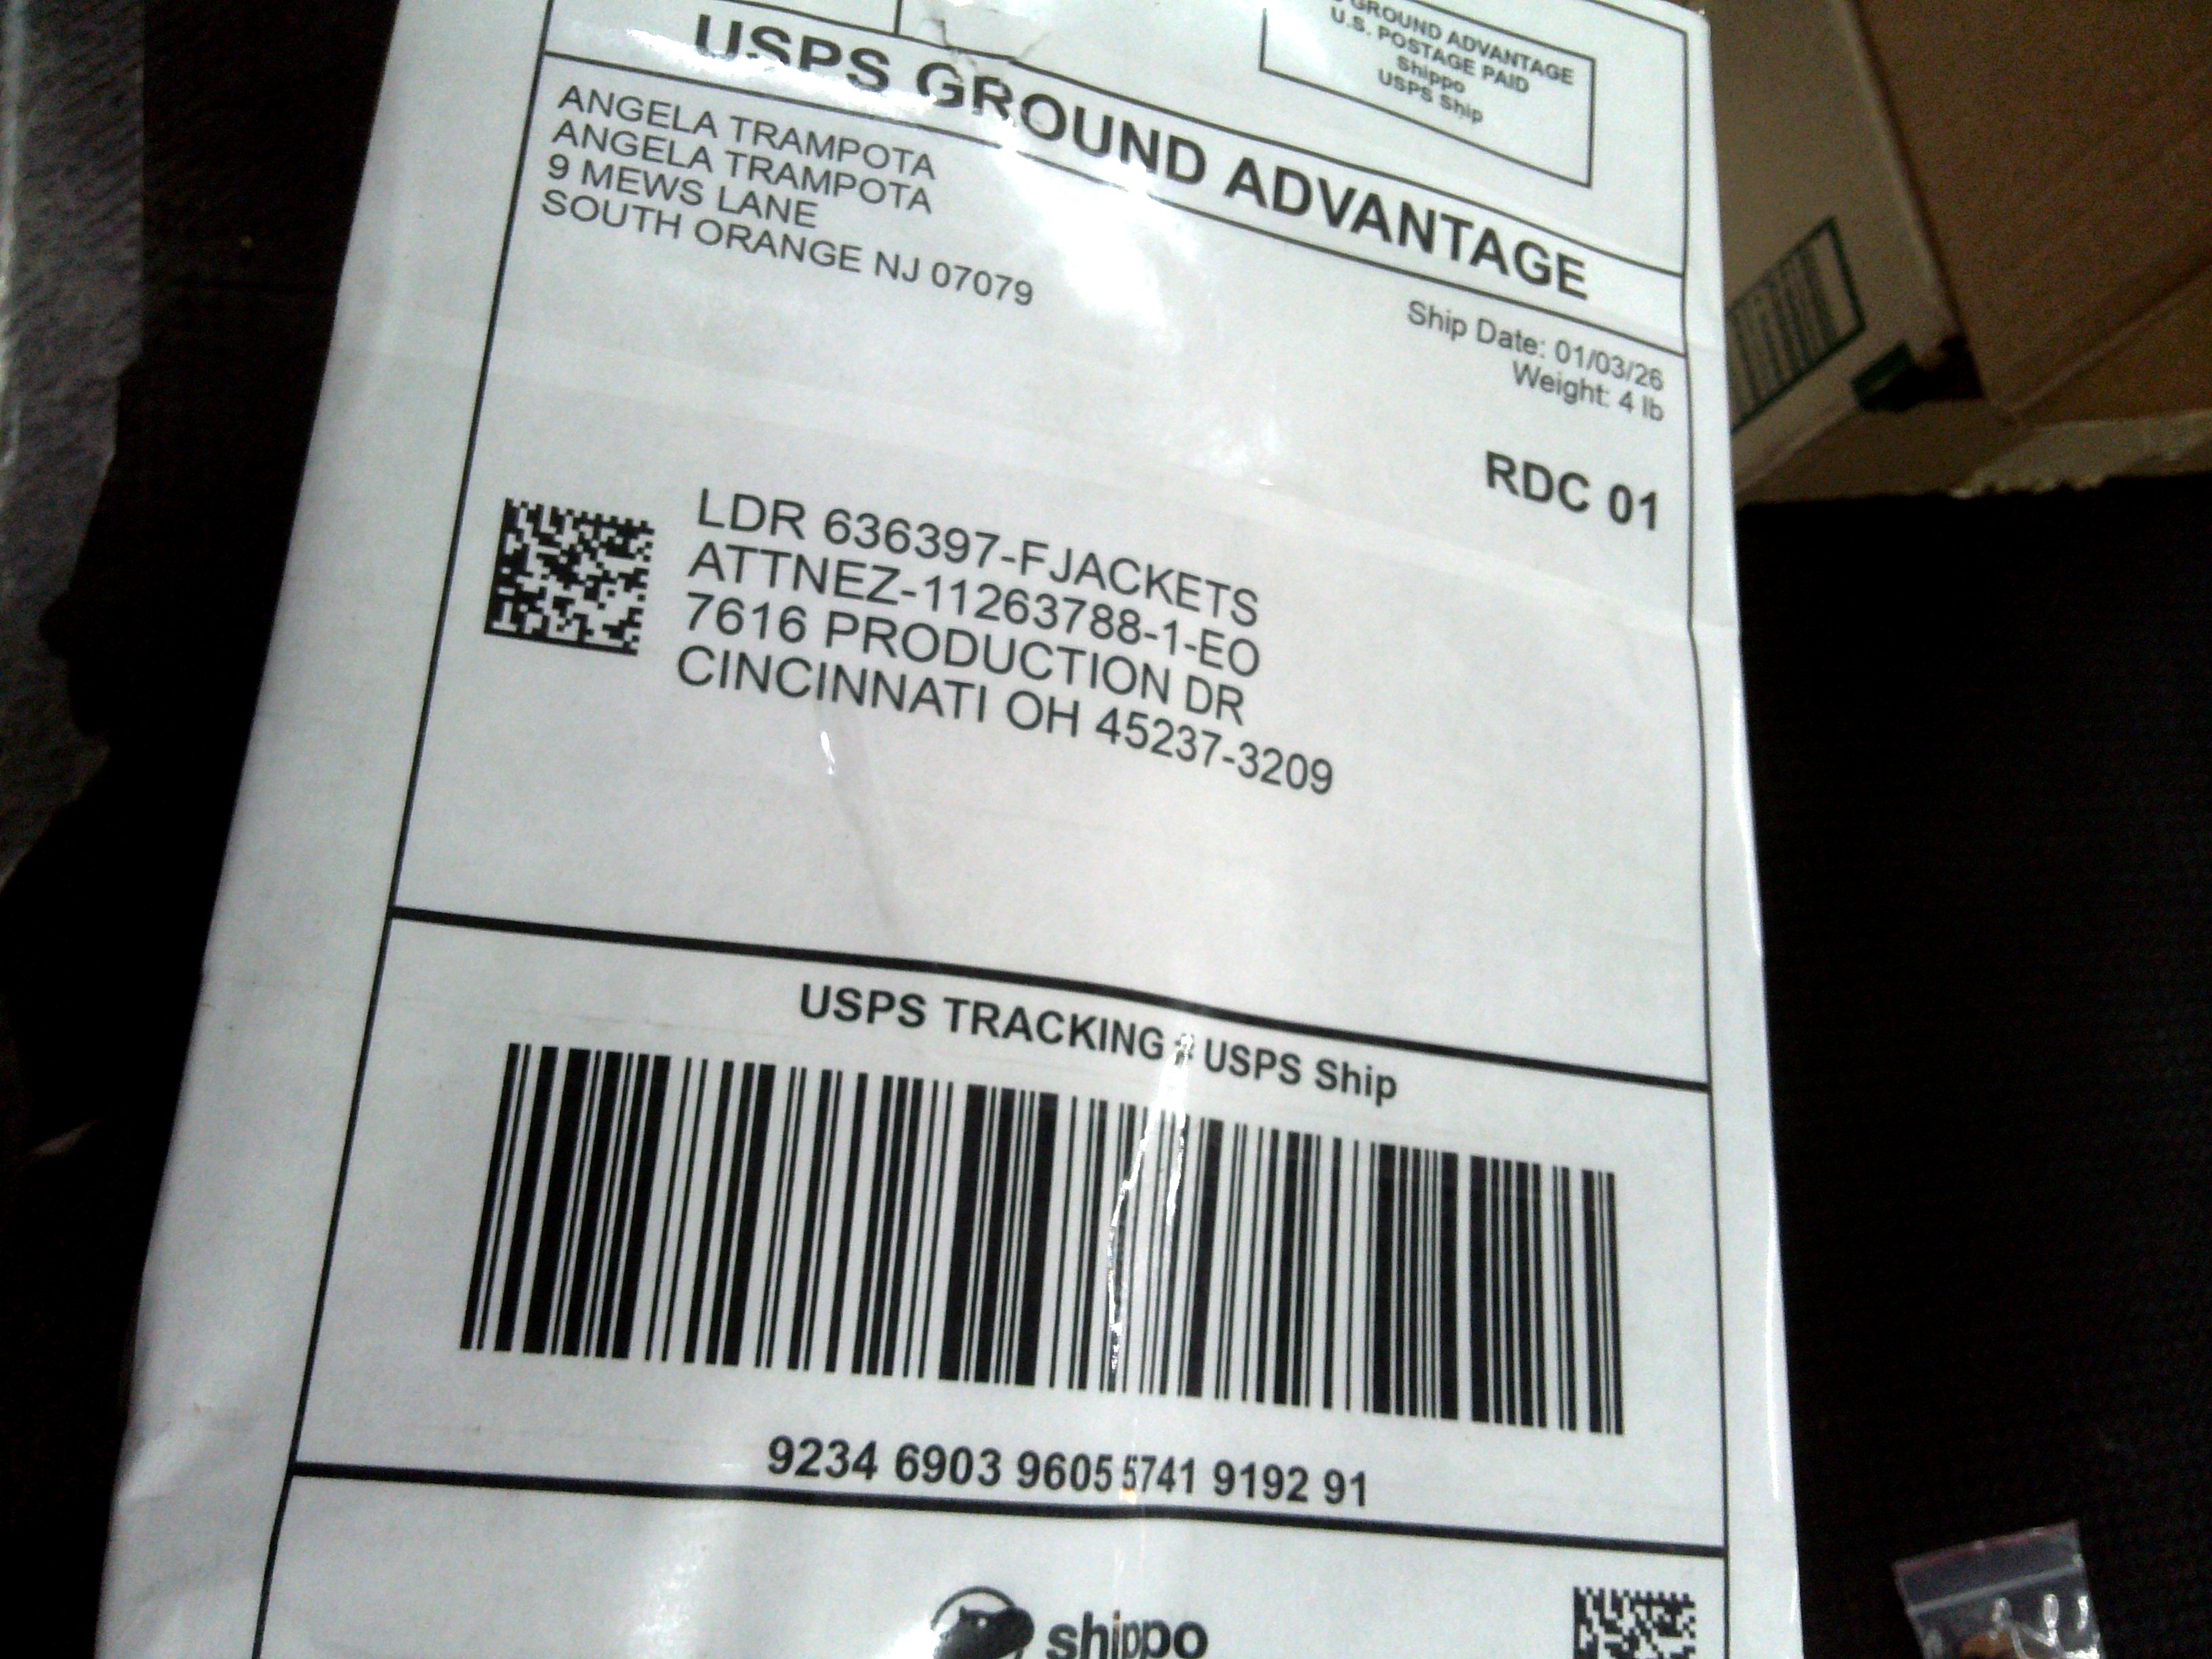 GROUND ADVANTAGE
U.S. POSTAGE PAID
Shippo
USPS Ship
USPS GROUND ADVANTAGE
ANGELA TRAMPOTA
ANGELA TRAMPOTA
9 MEWS LANE
SOUTH ORANGE NJ 07079
Ship Date: 01/03/26
Weight: 4 lb
RDC 01
LDR 636397-FJACKETS
ATTNEZ-11263788-1-EO
7616 PRODUCTION DR
CINCINNATI OH 45237-3209
USPS TRACKING # USPS Ship
9234 6903 9605 5741 9192 91
shippo